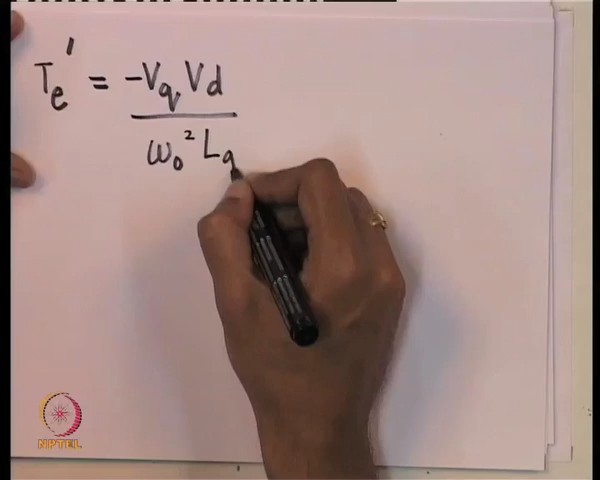 Te' = -Vq Vd
ω0² Lq
NPTEL